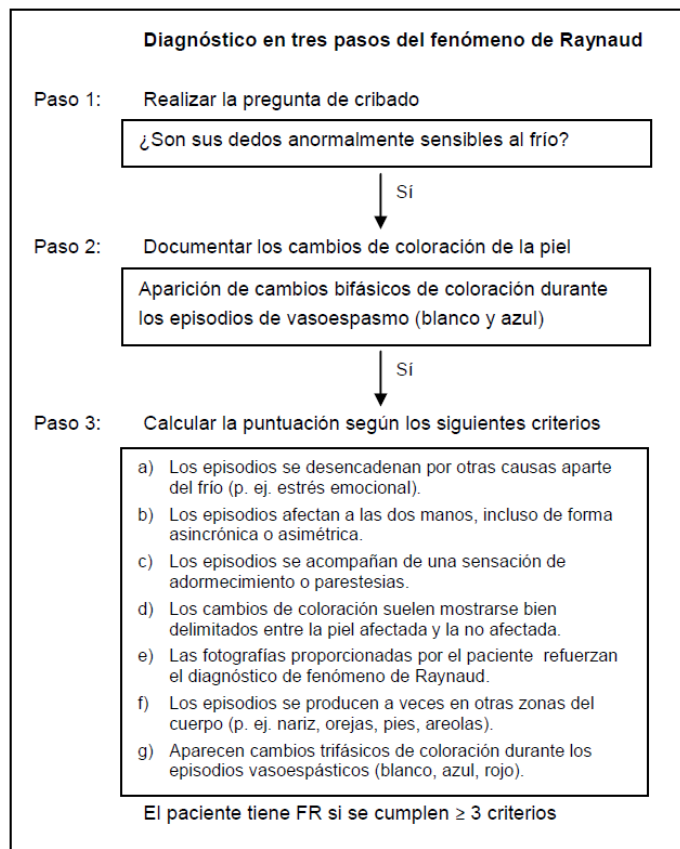 Diagnóstico en tres pasos del fenómeno de Raynaud
Paso 1: Realizar la pregunta de cribado
¿Son sus dedos anormalmente sensibles al frío?
Sí
Paso 2: Documentar los cambios de coloración de la piel
Aparición de cambios bifásicos de coloración durante
los episodios de vasoespasmo (blanco y azul)
Sí
Paso 3: Calcular la puntuación según los siguientes criterios
a) Los episodios se desencadenan por otras causas aparte
del frío (p. ej. estrés emocional).
b) Los episodios afectan a las dos manos, incluso de forma
asincrónica o asimétrica.
c) Los episodios se acompañan de una sensación de
adormecimiento o parestesias.
d) Los cambios de coloración suelen mostrarse bien
delimitados entre la piel afectada y la no afectada.
e) Las fotografías proporcionadas por el paciente refuerzan
el diagnóstico de fenómeno de Raynaud.
f) Los episodios se producen a veces en otras zonas del
cuerpo (p. ej. nariz, orejas, pies, areolas).
g) Aparecen cambios trifásicos de coloración durante los
episodios vasoespásticos (blanco, azul, rojo).
El paciente tiene FR si se cumplen ≥ 3 criterios